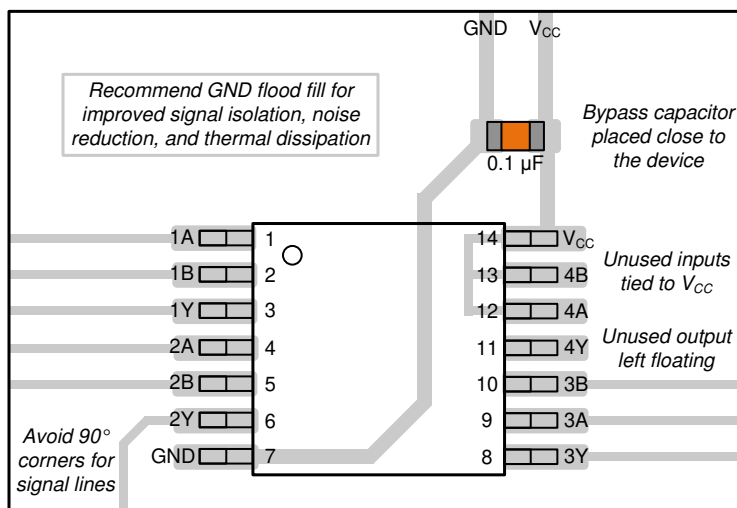 GND VCC
Recommend GND flood fill for
improved signal isolation, noise
reduction, and thermal dissipation
Bypass capacitor
placed close to
the device
0.1 µF
1A 1 14 VCC
1B 2 13 4B
1Y 3 12 4A
2A 4 11 4Y
2B 5 10 3B
2Y 6 9 3A
GND 7 8 3Y
Unused inputs
tied to VCC
Unused output
left floating
Avoid 90°
corners for
signal lines